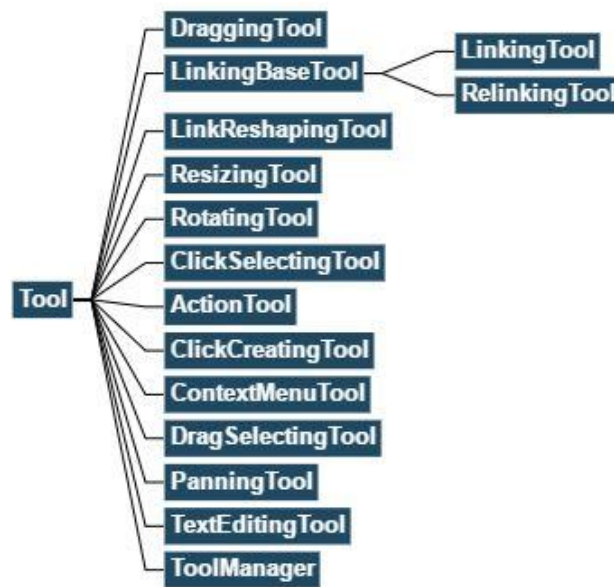 DraggingTool
LinkingBaseTool
LinkingTool
RelinkingTool
LinkReshapingTool
ResizingTool
RotatingTool
ClickSelectingTool
Tool
ActionTool
ClickCreatingTool
ContextMenuTool
DragSelectingTool
PanningTool
TextEditingTool
ToolManager